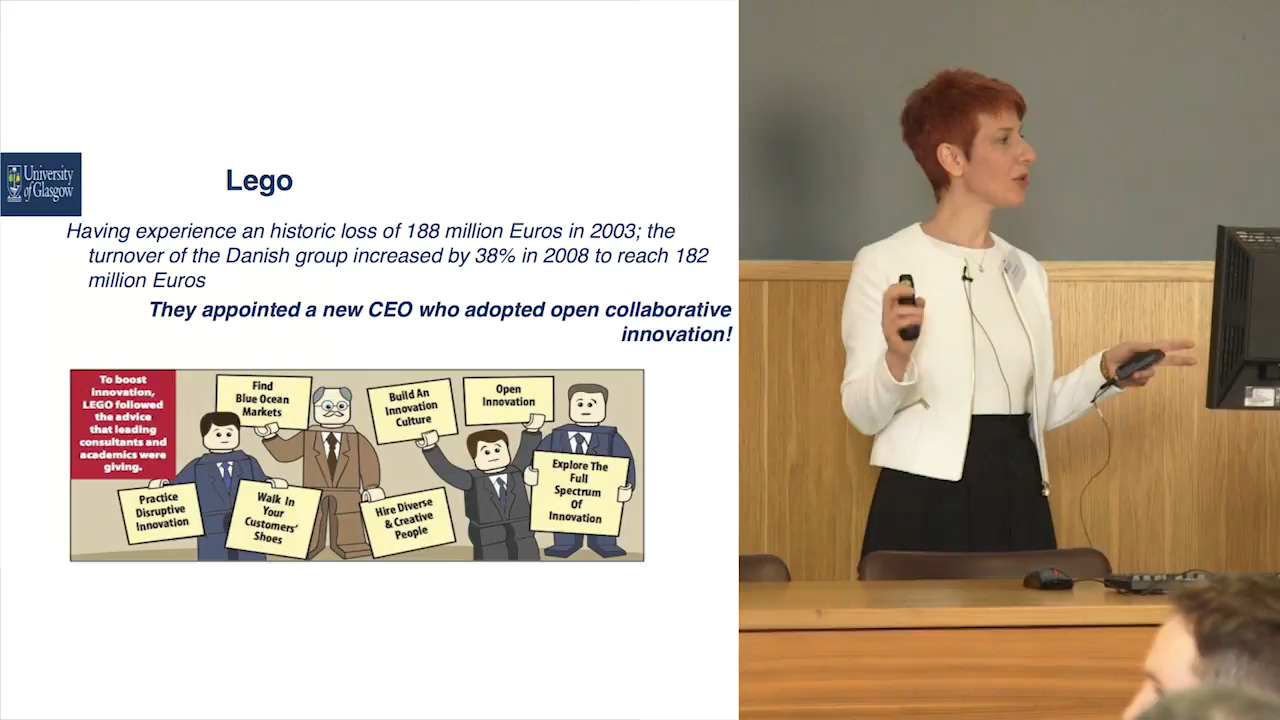 University
of Glasgow
Lego
Having experience an historic loss of 188 million Euros in 2003; the
turnover of the Danish group increased by 38% in 2008 to reach 182
million Euros
They appointed a new CEO who adopted open collaborative
innovation!
To boost
innovation,
LEGO followed
the advice
that leading
consultants and
academics were
giving.
Find
Blue Ocean
Markets
Build An
Innovation
Culture
Open
Innovation
Practice
Disruptive
Innovation
Walk In
Your
Customers'
Shoes
Hire Diverse
& Creative
People
Explore The
Full
Spectrum
Of
Innovation